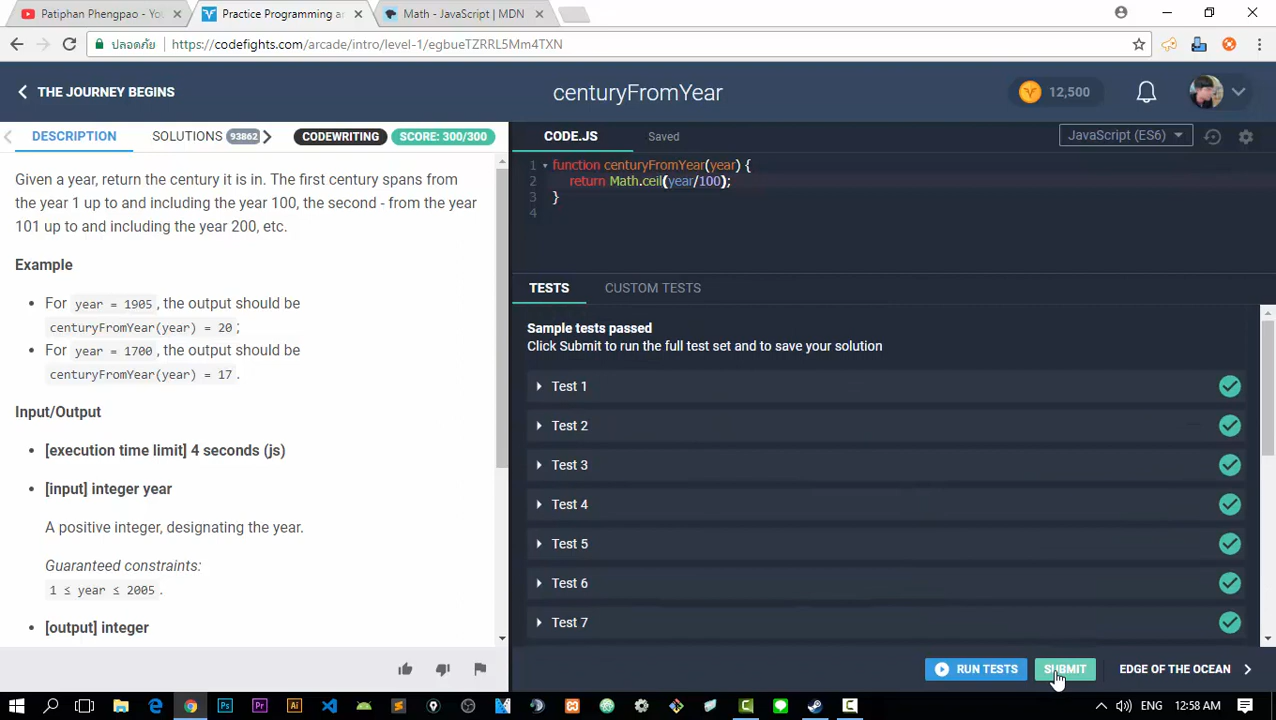 Patiphan Phengpao - Yo
Practice Programming a
Math - JavaScript | MDN
ปลอดภัย
https://codefights.com/arcade/intro/level-1/egbueTZRRL5Mm4TXN
THE JOURNEY BEGINS
centuryFromYear
12,500
DESCRIPTION
SOLUTIONS 93862
CODEWRITING
SCORE: 300/300
CODE.JS
Saved
JavaScript (ES6)
Given a year, return the century it is in. The first century spans from
the year 1 up to and including the year 100, the second - from the year
101 up to and including the year 200, etc.
Example
• For year = 1905, the output should be
centuryFromYear(year) = 20;
• For year = 1700, the output should be
centuryFromYear(year) = 17.
Input/Output
• [execution time limit] 4 seconds (js)
• [input] integer year
A positive integer, designating the year.
Guaranteed constraints:
1 ≤ year ≤ 2005.
• [output] integer
1 function centuryFromYear(year) {
2 return Math.ceil(year/100);
3 }
4
TESTS
CUSTOM TESTS
Sample tests passed
Click Submit to run the full test set and to save your solution
Test 1
Test 2
Test 3
Test 4
Test 5
Test 6
Test 7
RUN TESTS
SUBMIT
EDGE OF THE OCEAN
ENG
12:58 AM